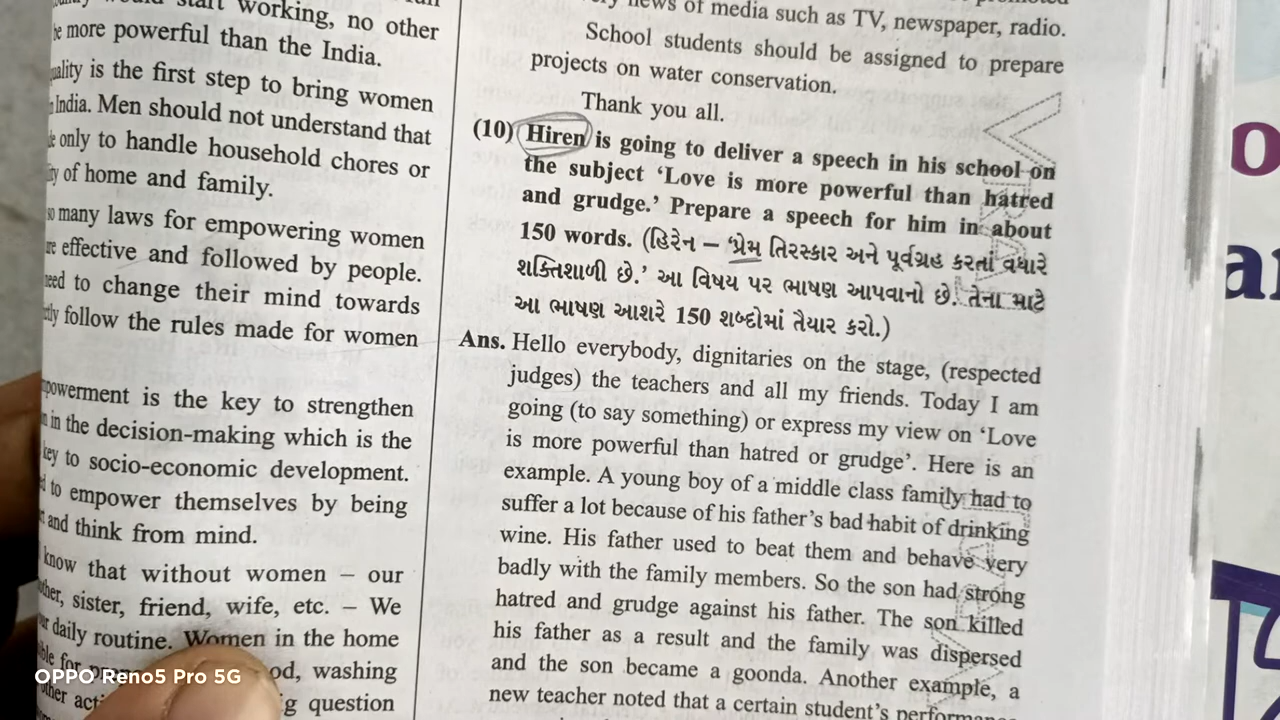 start working, no other
be more powerful than the India.
is the first step to bring women
India. Men should not understand that
only to handle household chores or
of home and family.
so many laws for empowering women
effective and followed by people.
to change their mind towards
follow the rules made for women
is the key to strengthen
in the decision-making which is the
key to socio-economic development.
to empower themselves by being
and think from mind.
know that without women – our
sister, friend, wife, etc. – We
daily routine. Women in the home
for washing
question
news of media such as TV, newspaper, radio.
School students should be assigned to prepare
projects on water conservation.
Thank you all.
(10) Hiren is going to deliver a speech in his school on
the subject ‘Love is more powerful than hatred
and grudge.’ Prepare a speech for him in about
150 words. (હિરેન – ‘પ્રેમ તિરસ્કાર અને પૂર્વગ્રહ કરતાં વધારે
શક્તિશાળી છે.’ આ વિષય પર ભાષણ આપવાનો છે. તેના માટે
આ ભાષણ આશરે 150 શબ્દોમાં તૈયાર કરો.)
Ans. Hello everybody, dignitaries on the stage, (respected
judges) the teachers and all my friends. Today I am
going (to say something) or express my view on ‘Love
is more powerful than hatred or grudge’. Here is an
example. A young boy of a middle class family had to
suffer a lot because of his father’s bad habit of drinking
wine. His father used to beat them and behave very
badly with the family members. So the son had strong
hatred and grudge against his father. The son killed
his father as a result and the family was dispersed
and the son became a goonda. Another example, a
new teacher noted that a certain student’s
OPPO Reno5 Pro 5G